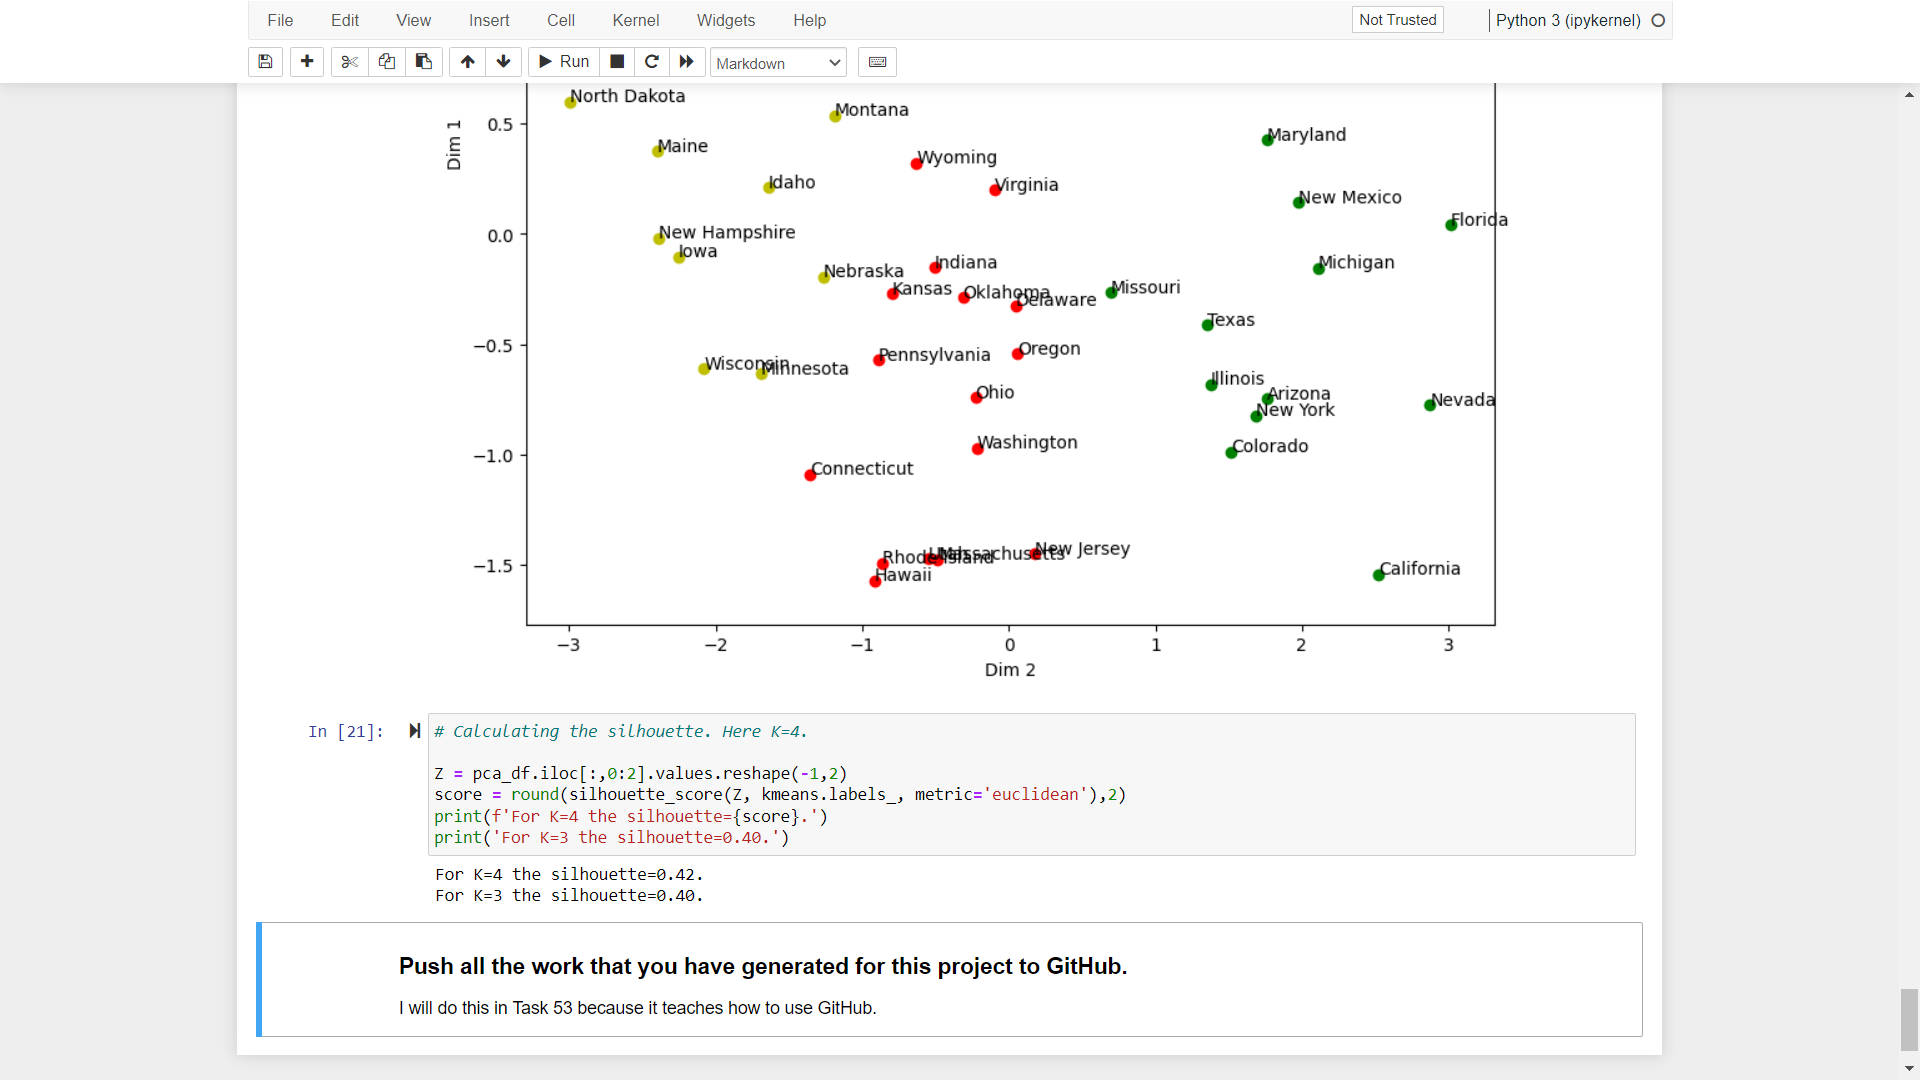 File Edit View Insert Cell Kernel Widgets Help Not Trusted Python 3 (ipykernel)
Run Markdown
North Dakota
Montana
0.5
Dim 1
Maryland
Maine
Wyoming
Idaho
Virginia
New Mexico
Florida
New Hampshire
0.0
Iowa
Indiana
Michigan
Nebraska
Kansas
Oklahoma
Delaware
Missouri
Texas
−0.5
Pennsylvania
Oregon
Wisconsin
Minnesota
Illinois
Ohio
Arizona
Nevada
New York
Washington
Colorado
−1.0
Connecticut
New Jersey
Utah
Massachusetts
Rhode Island
−1.5
Hawaii
California
−3 −2 −1 0 1 2 3
Dim 2
In [21]:
# Calculating the silhouette. Here K=4.
Z = pca_df.iloc[:,0:2].values.reshape(-1,2)
score = round(silhouette_score(Z, kmeans.labels_, metric='euclidean'),2)
print(f'For K=4 the silhouette={score}.')
print('For K=3 the silhouette=0.40.')
For K=4 the silhouette=0.42.
For K=3 the silhouette=0.40.
Push all the work that you have generated for this project to GitHub.
I will do this in Task 53 because it teaches how to use GitHub.